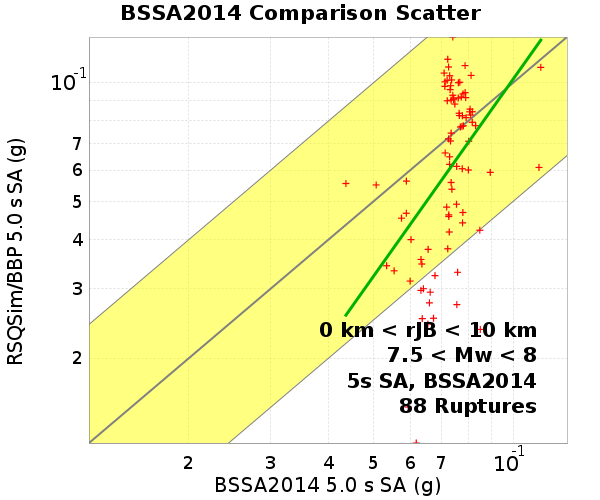 BSSA2014 Comparison Scatter
RSQSim/BBP 5.0 s SA (g)
10⁻¹
7
6
5
4
3
2
0 km < rJB < 10 km
7.5 < Mw < 8
5s SA, BSSA2014
88 Ruptures
2 3 4 5 6 7 10⁻¹
BSSA2014 5.0 s SA (g)